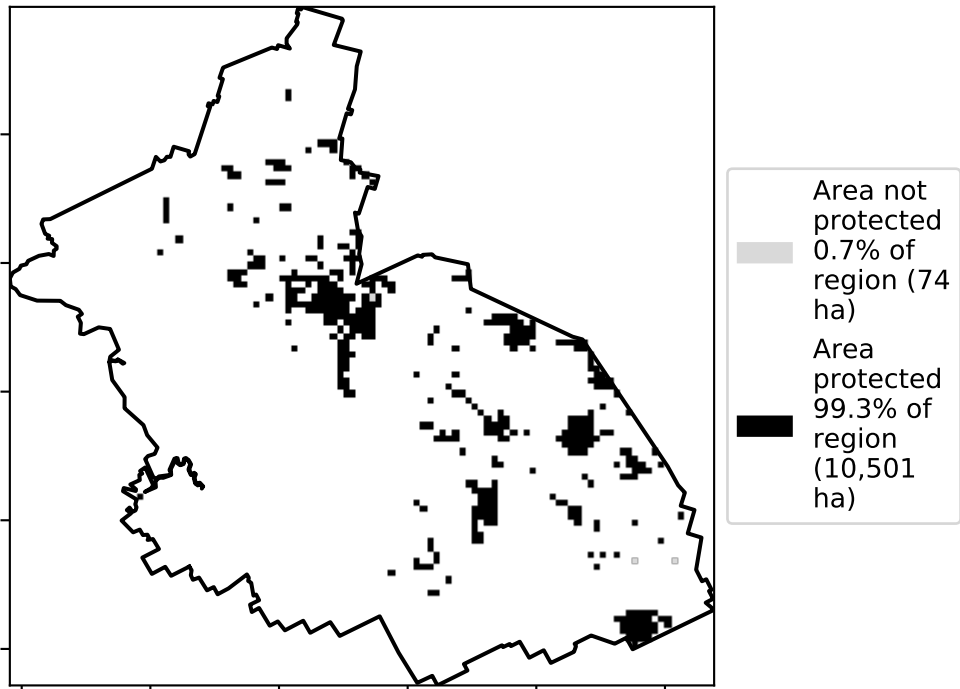 Area not
protected
0.7% of
region (74
ha)
Area
protected
99.3% of
region
(10,501
ha)